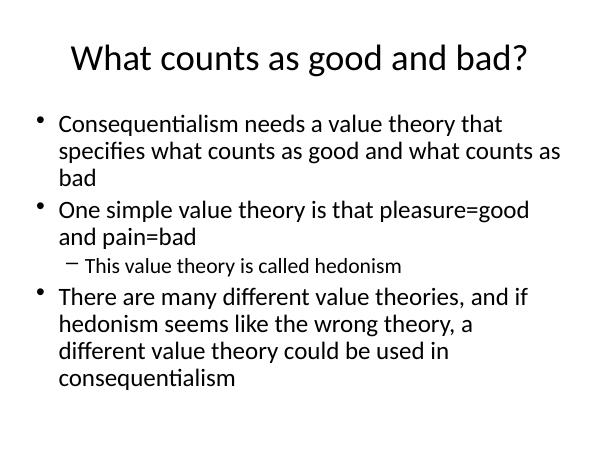 What counts as good and bad?
• Consequentialism needs a value theory that
specifies what counts as good and what counts as
bad
• One simple value theory is that pleasure=good
and pain=bad
– This value theory is called hedonism
• There are many different value theories, and if
hedonism seems like the wrong theory, a
different value theory could be used in
consequentialism